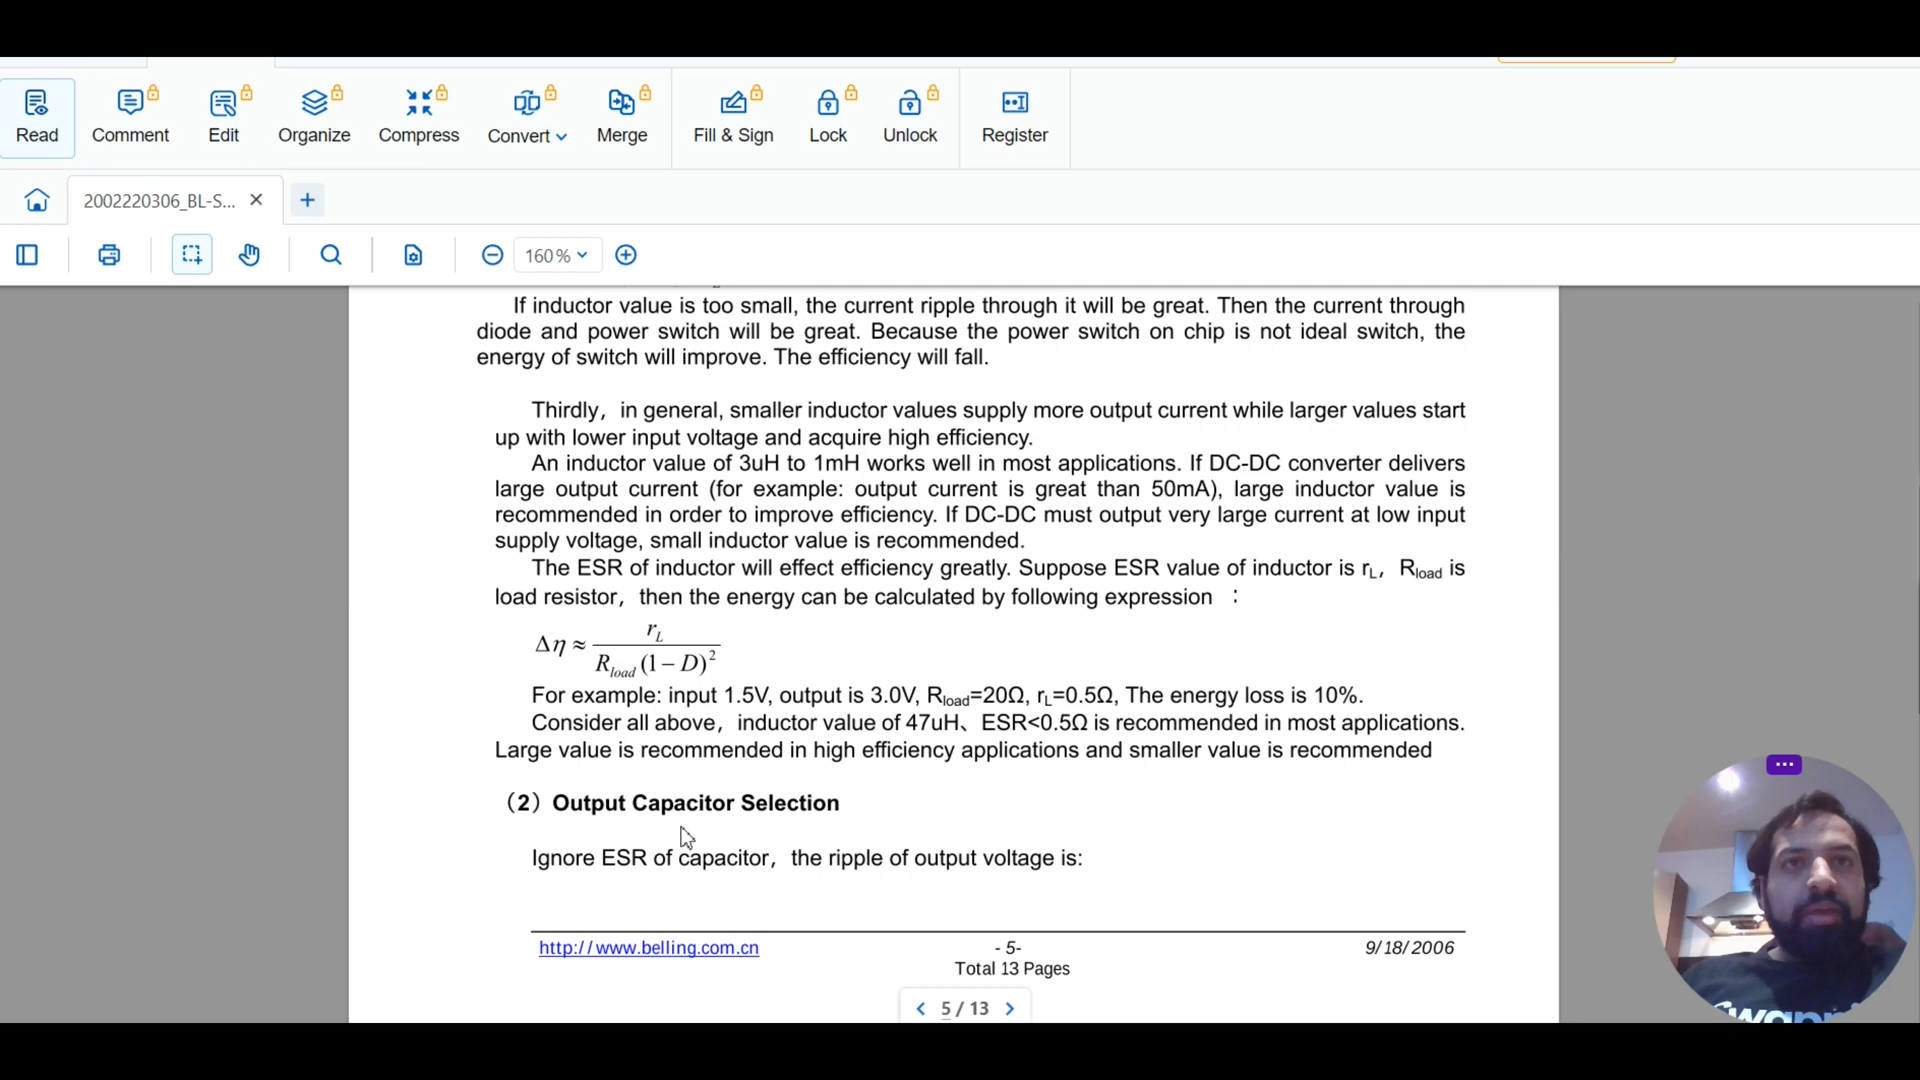 Read
Comment
Edit
Organize
Compress
Convert
Merge
Fill & Sign
Lock
Unlock
Register
2002220306_BL-S...
160%
If inductor value is too small, the current ripple through it will be great. Then the current through
diode and power switch will be great. Because the power switch on chip is not ideal switch, the
energy of switch will improve. The efficiency will fall.
Thirdly，in general, smaller inductor values supply more output current while larger values start
up with lower input voltage and acquire high efficiency.
An inductor value of 3uH to 1mH works well in most applications. If DC-DC converter delivers
large output current (for example: output current is great than 50mA), large inductor value is
recommended in order to improve efficiency. If DC-DC must output very large current at low input
supply voltage, small inductor value is recommended.
The ESR of inductor will effect efficiency greatly. Suppose ESR value of inductor is rL，Rload is
load resistor，then the energy can be calculated by following expression ：
Δη ≈ rL / Rload (1 − D)²
For example: input 1.5V, output is 3.0V, Rload=20Ω, rL=0.5Ω, The energy loss is 10%.
Consider all above，inductor value of 47uH、ESR<0.5Ω is recommended in most applications.
Large value is recommended in high efficiency applications and smaller value is recommended
（2）Output Capacitor Selection
Ignore ESR of capacitor，the ripple of output voltage is:
http://www.belling.com.cn
- 5-
9/18/2006
Total 13 Pages
5 / 13